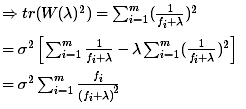 ⇒ tr(W(λ)²) = ∑ᵢ₌₁ᵐ (1/(fᵢ+λ))²
= σ² [∑ᵢ₌₁ᵐ 1/(fᵢ+λ) − λ ∑ᵢ₌₁ᵐ (1/(fᵢ+λ))²]
= σ² ∑ᵢ₌₁ᵐ fᵢ/(fᵢ+λ)²